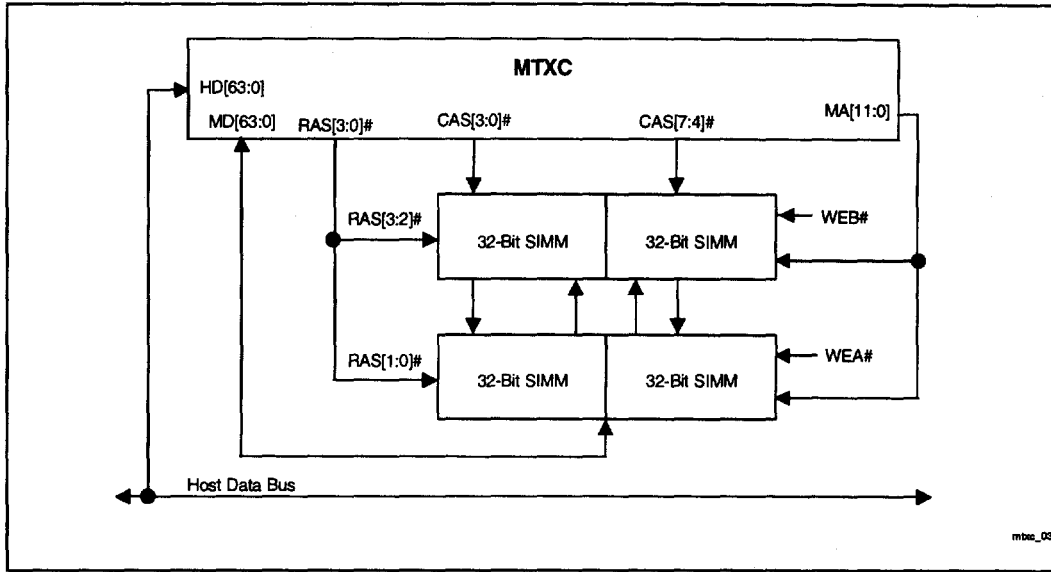 MTXC
HD[63:0]
MD[63:0] RAS[3:0]# CAS[3:0]# CAS[7:4]# MA[11:0]
RAS[3:2]# 32-Bit SIMM 32-Bit SIMM WEB#
RAS[1:0]# 32-Bit SIMM 32-Bit SIMM WEA#
Host Data Bus
mtxc_03